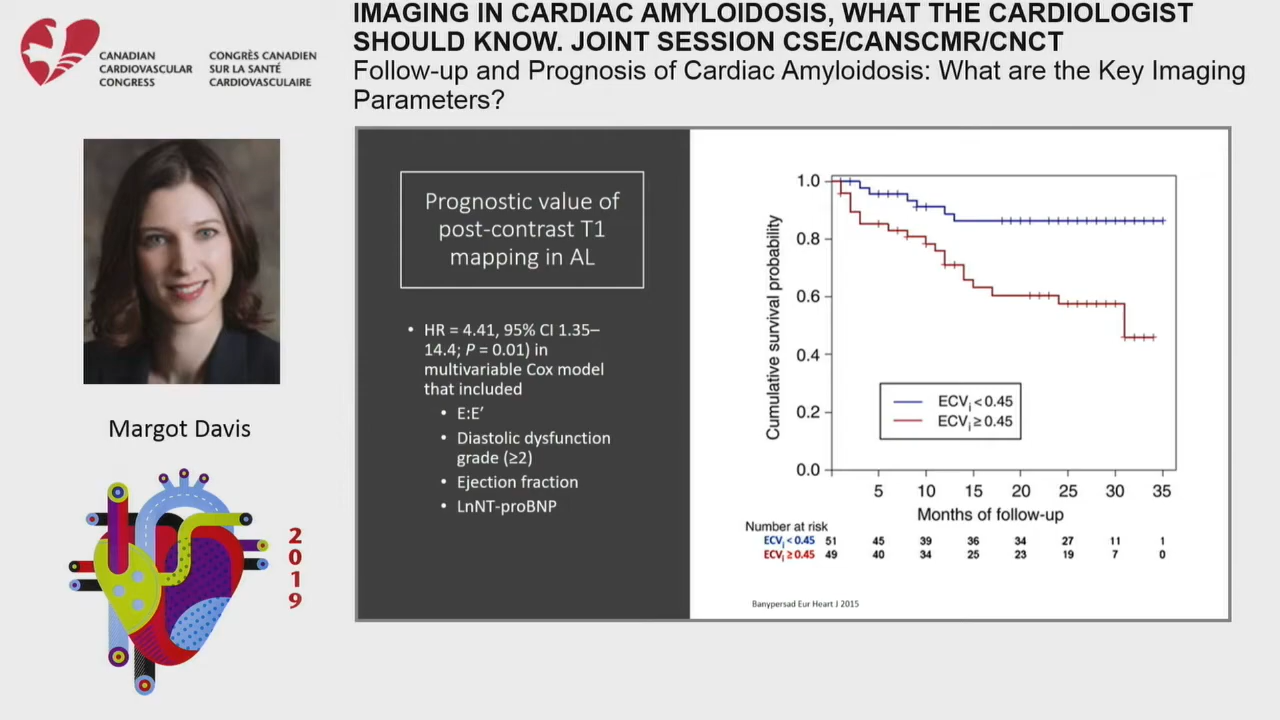 IMAGING IN CARDIAC AMYLOIDOSIS, WHAT THE CARDIOLOGIST
SHOULD KNOW. JOINT SESSION CSE/CANSCMR/CNCT
Follow-up and Prognosis of Cardiac Amyloidosis: What are the Key Imaging
Parameters?
CANADIAN
CARDIOVASCULAR
CONGRESS
CONGRÈS CANADIEN
SUR LA SANTÉ
CARDIOVASCULAIRE
Margot Davis
2
0
1
9
Prognostic value of
post-contrast T1
mapping in AL
• HR = 4.41, 95% CI 1.35–
14.4; P = 0.01) in
multivariable Cox model
that included
• E:E′
• Diastolic dysfunction
grade (≥2)
• Ejection fraction
• LnNT-proBNP
Cumulative survival probability
1.0
0.8
0.6
0.4
0.2
0.0
ECVi < 0.45
ECVi ≥ 0.45
5 10 15 20 25 30 35
Months of follow-up
Number at risk
ECVi < 0.45 51 45 39 36 34 27 11 1
ECVi ≥ 0.45 49 40 34 25 23 19 7 0
Banypersad Eur Heart J 2015